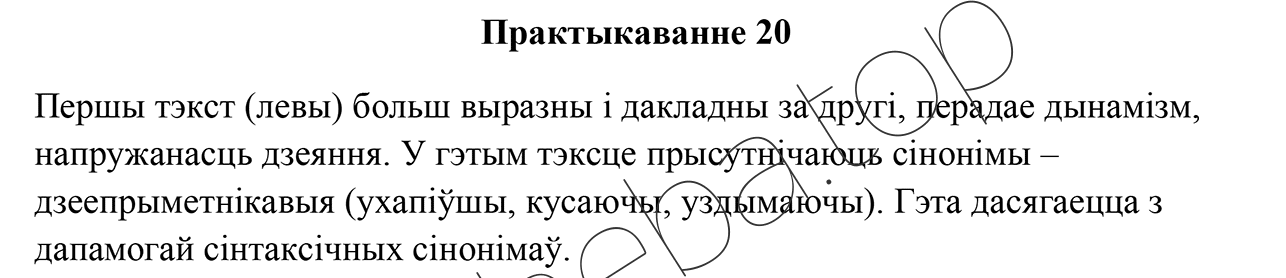 Практыкаванне 20
Першы тэкст (левы) больш выразны і дакладны за другі, перадае дынамізм,
напружанасць дзеяння. У гэтым тэксце прысутнічаюць сінонімы –
дзеепрыметнікавыя (ухапіўшы, кусаючы, уздымаючы). Гэта дасягаецца з
дапамогай сінтаксічных сінонімаў.